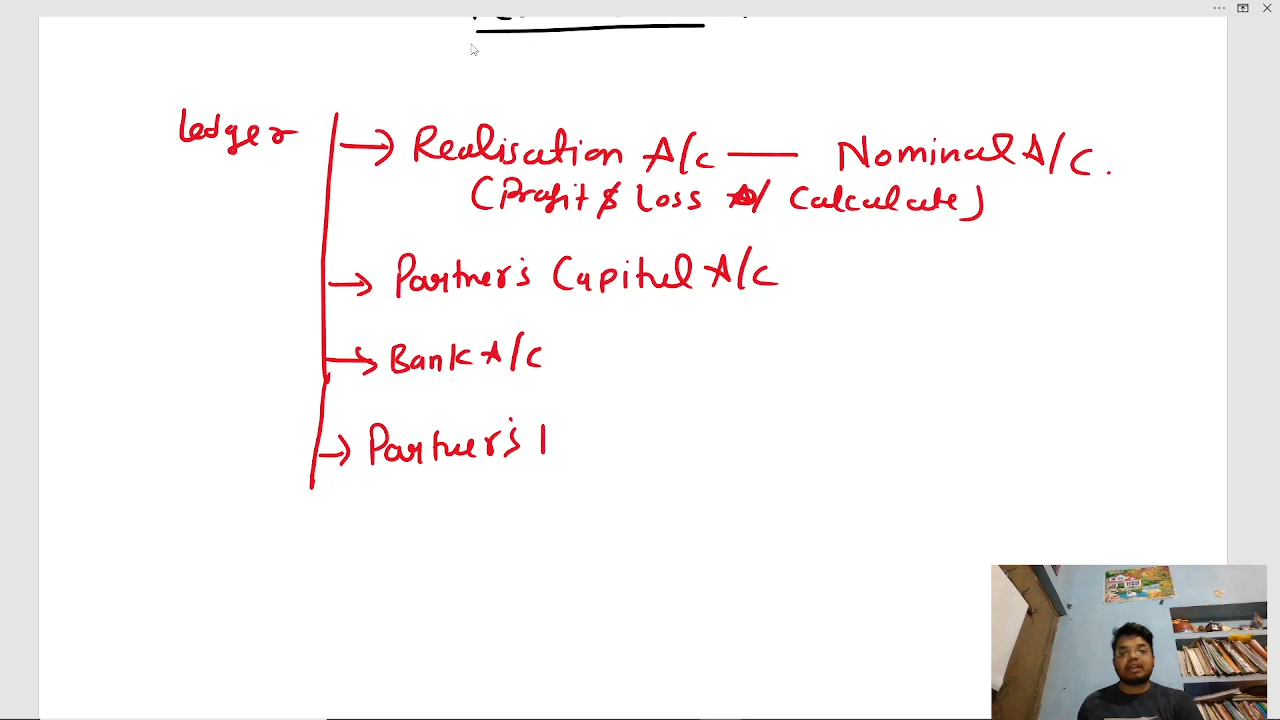 Ledger
Realisation A/C — Nominal A/C.
(Profit & Loss Calculate)
Partner's Capital A/C
Bank A/C
Partner's